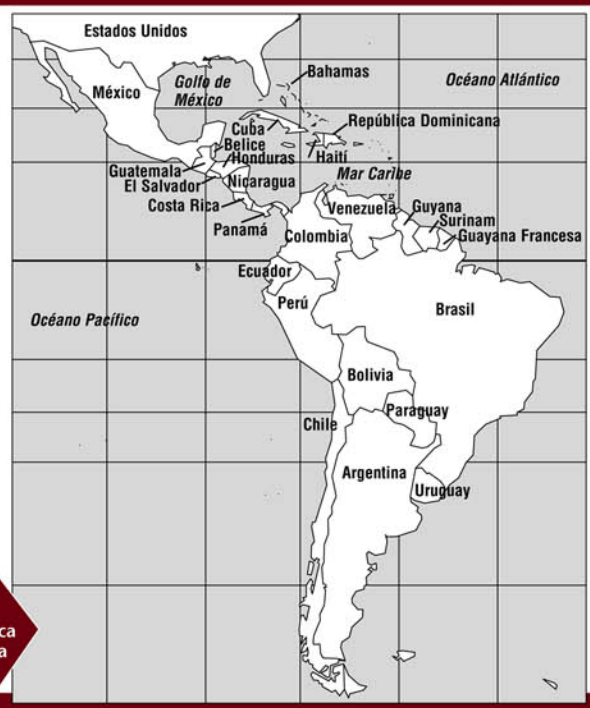 Estados Unidos
México
Golfo de
México
Bahamas
Océano Atlántico
Cuba
República Dominicana
Belice
Honduras
Haití
Guatemala
El Salvador
Nicaragua
Mar Caribe
Costa Rica
Panamá
Venezuela
Guyana
Surinam
Guayana Francesa
Colombia
Ecuador
Perú
Brasil
Océano Pacífico
Bolivia
Paraguay
Chile
Argentina
Uruguay
ca
a